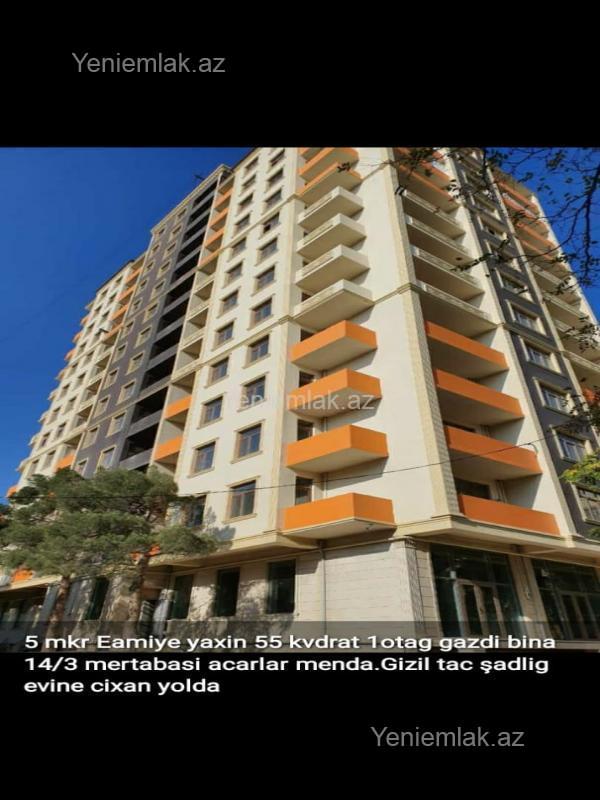 Yeniemlak.az
Yeniemlak.az
5 mkr Eamiye yaxin 55 kvdrat 1otag gazdi bina
14/3 mertabasi acarlar menda.Gizil tac şadlig
evine cixan yolda
Yeniemlak.az